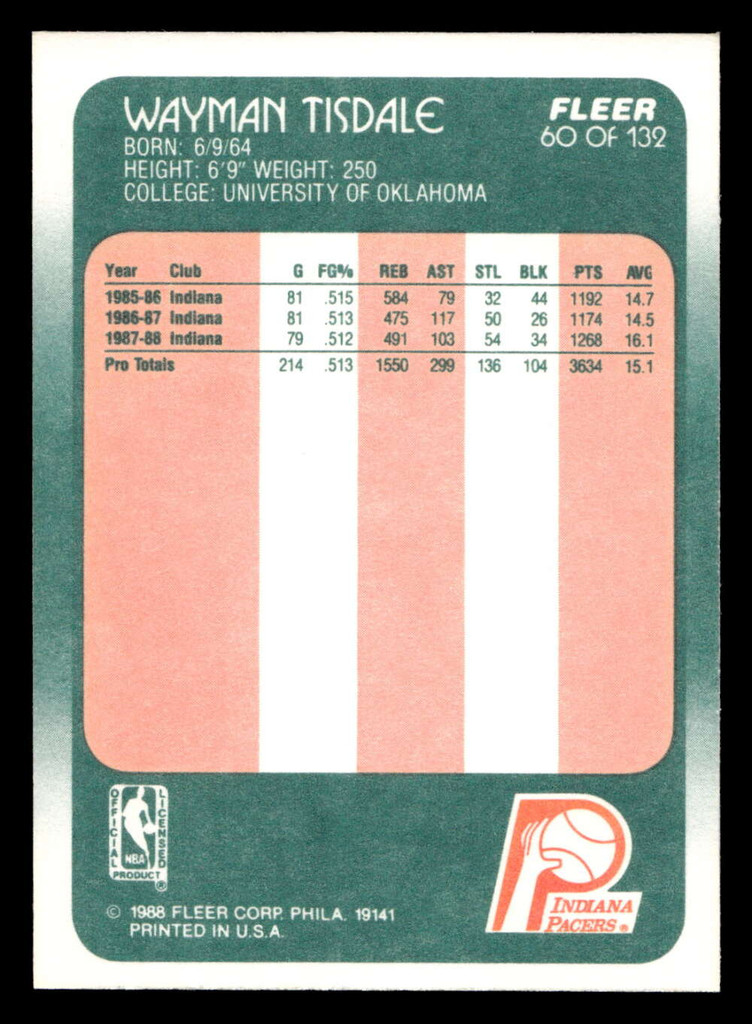 WAYMAN TISDALE
FLEER
60 OF 132
BORN: 6/9/64
HEIGHT: 6'9" WEIGHT: 250
COLLEGE: UNIVERSITY OF OKLAHOMA
Year Club G FG% REB AST STL BLK PTS AVG
1985-86 Indiana 81 .515 584 79 32 44 1192 14.7
1986-87 Indiana 81 .513 475 117 50 26 1174 14.5
1987-88 Indiana 79 .512 491 103 54 34 1268 16.1
Pro Totals 214 .513 1550 299 136 104 3634 15.1
OFFICIAL
LICENSED
NBA
PRODUCT ®
INDIANA
PACERS ®
© 1988 FLEER CORP. PHILA. 19141
PRINTED IN U.S.A.